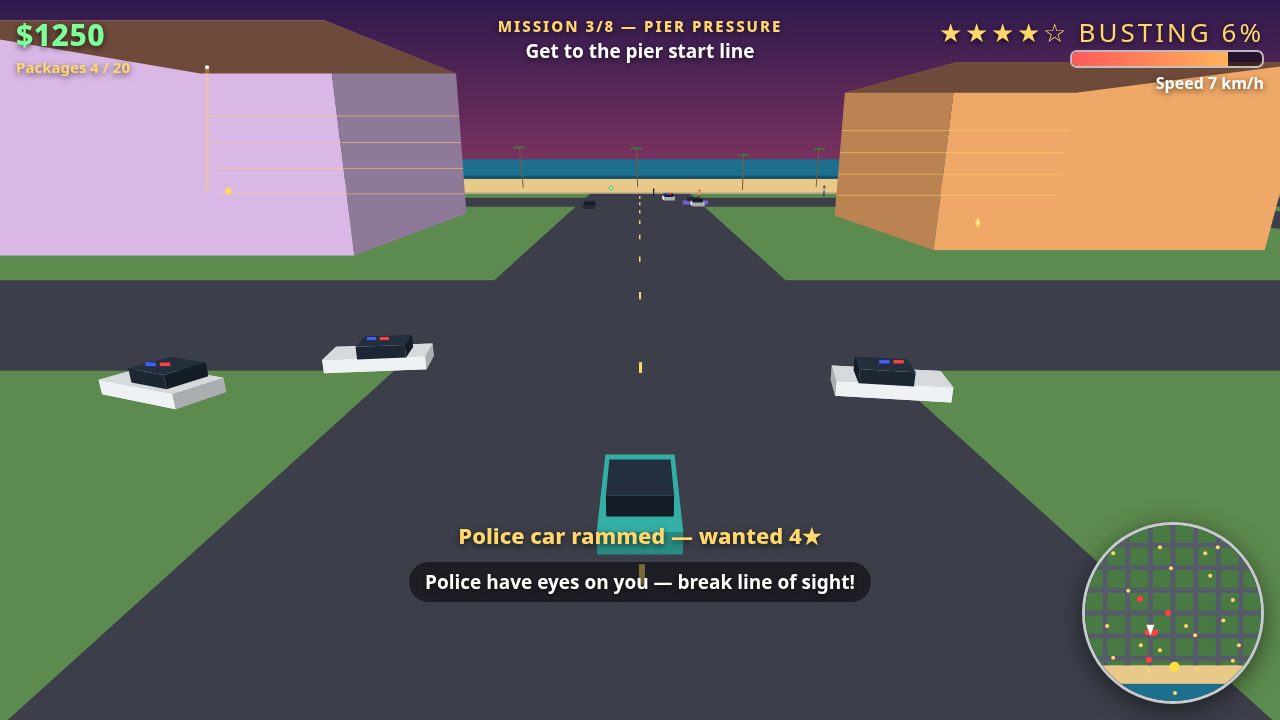 $1250
Packages 4 / 20
MISSION 3/8 — PIER PRESSURE
Get to the pier start line
★★★★☆ BUSTING 6%
Speed 7 km/h
Police car rammed — wanted 4★
Police have eyes on you — break line of sight!